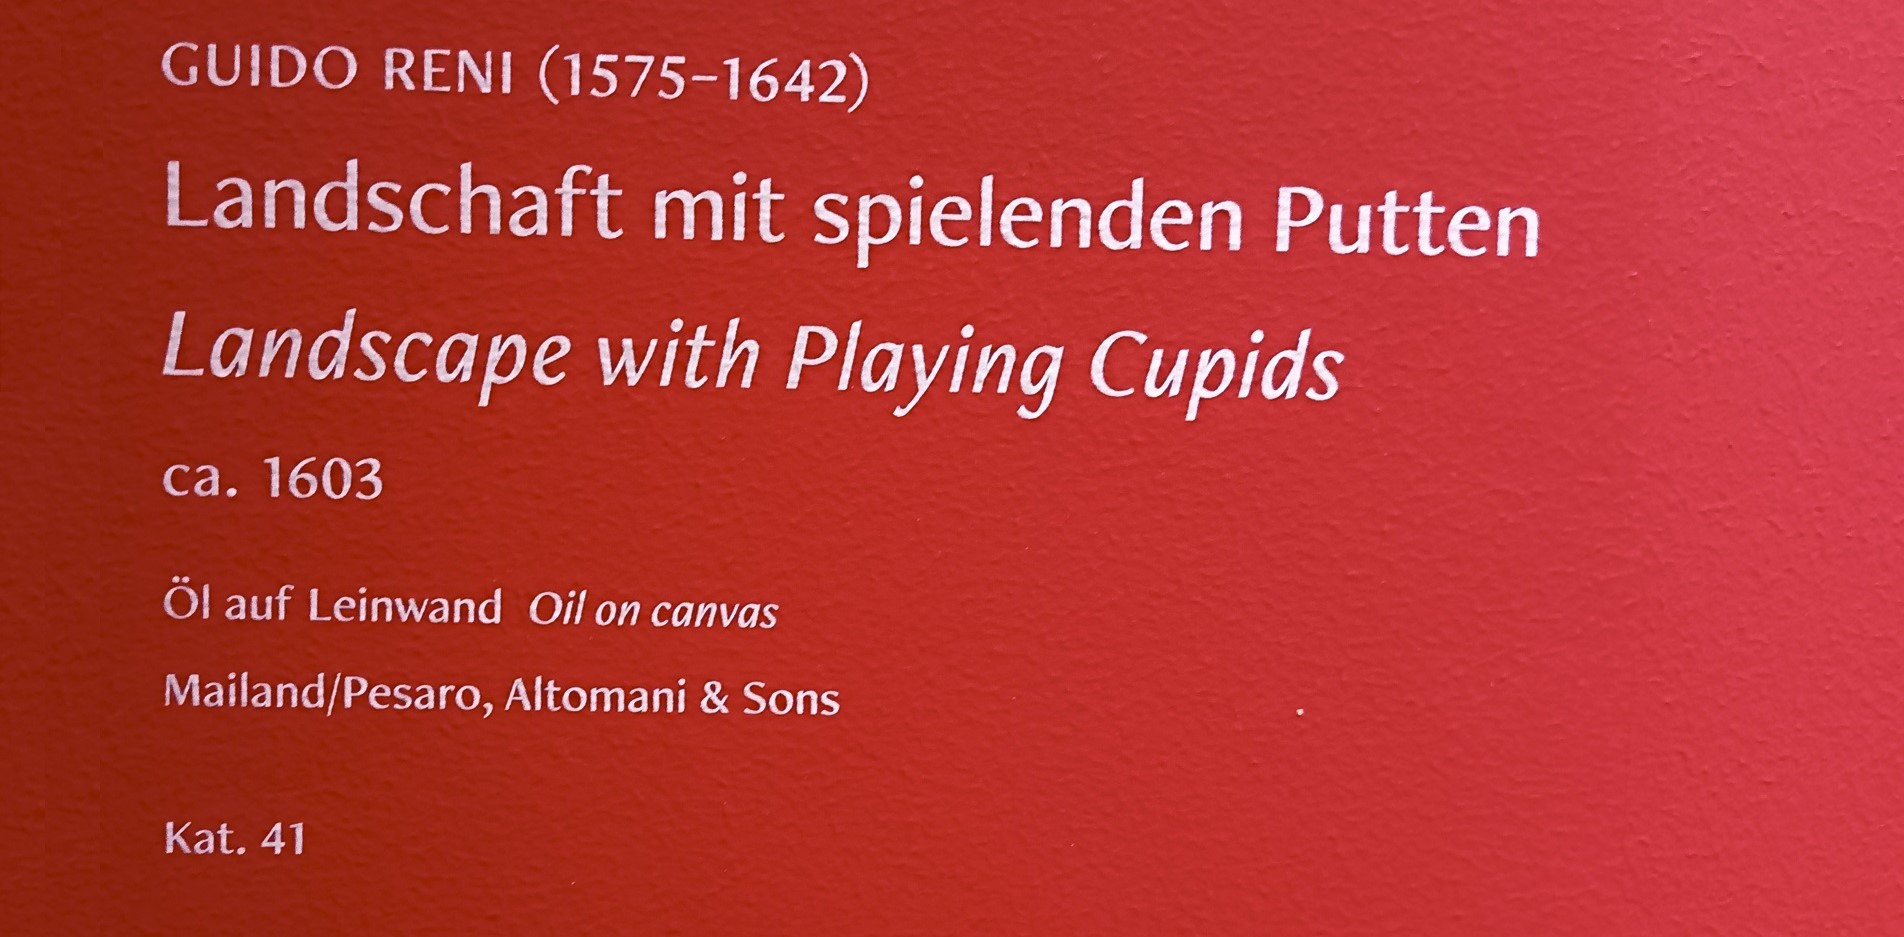 GUIDO RENI (1575–1642)
Landschaft mit spielenden Putten
Landscape with Playing Cupids
ca. 1603
Öl auf Leinwand Oil on canvas
Mailand/Pesaro, Altomani & Sons
Kat. 41